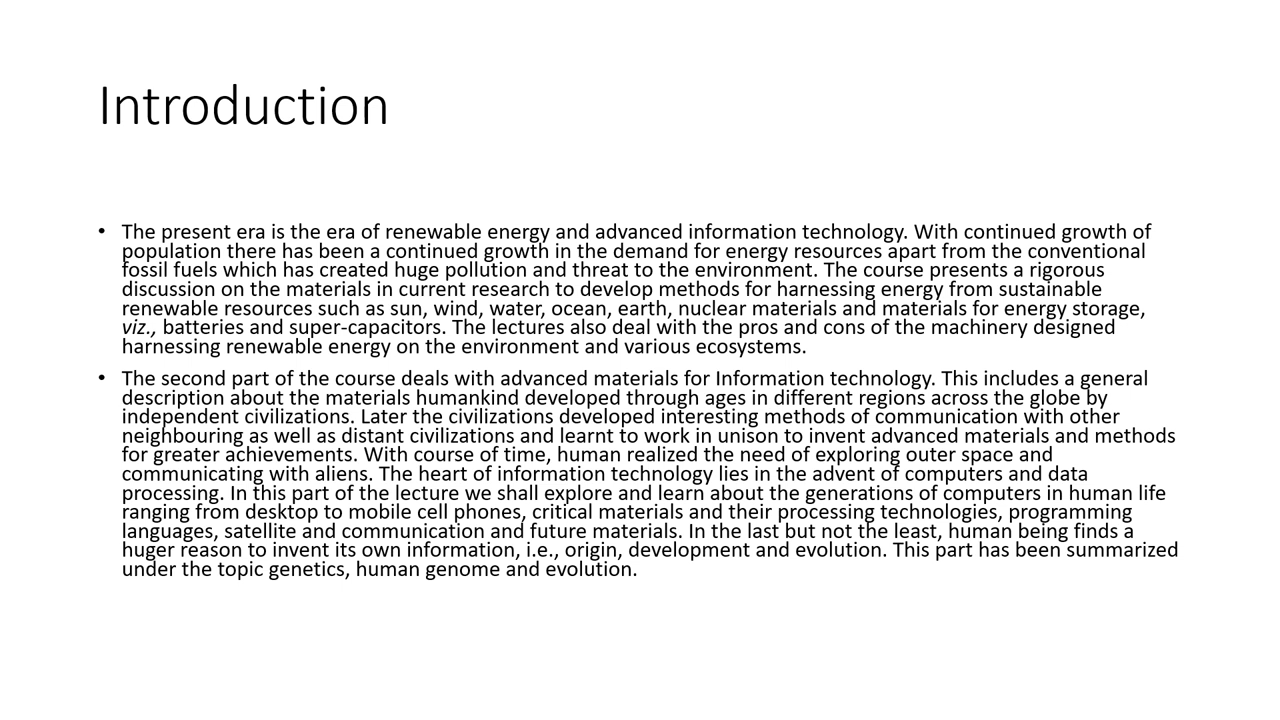 Introduction
• The present era is the era of renewable energy and advanced information technology. With continued growth of
population there has been a continued growth in the demand for energy resources apart from the conventional
fossil fuels which has created huge pollution and threat to the environment. The course presents a rigorous
discussion on the materials in current research to develop methods for harnessing energy from sustainable
renewable resources such as sun, wind, water, ocean, earth, nuclear materials and materials for energy storage,
viz., batteries and super-capacitors. The lectures also deal with the pros and cons of the machinery designed
harnessing renewable energy on the environment and various ecosystems.
• The second part of the course deals with advanced materials for Information technology. This includes a general
description about the materials humankind developed through ages in different regions across the globe by
independent civilizations. Later the civilizations developed interesting methods of communication with other
neighbouring as well as distant civilizations and learnt to work in unison to invent advanced materials and methods
for greater achievements. With course of time, human realized the need of exploring outer space and
communicating with aliens. The heart of information technology lies in the advent of computers and data
processing. In this part of the lecture we shall explore and learn about the generations of computers in human life
ranging from desktop to mobile cell phones, critical materials and their processing technologies, programming
languages, satellite and communication and future materials. In the last but not the least, human being finds a
huger reason to invent its own information, i.e., origin, development and evolution. This part has been summarized
under the topic genetics, human genome and evolution.